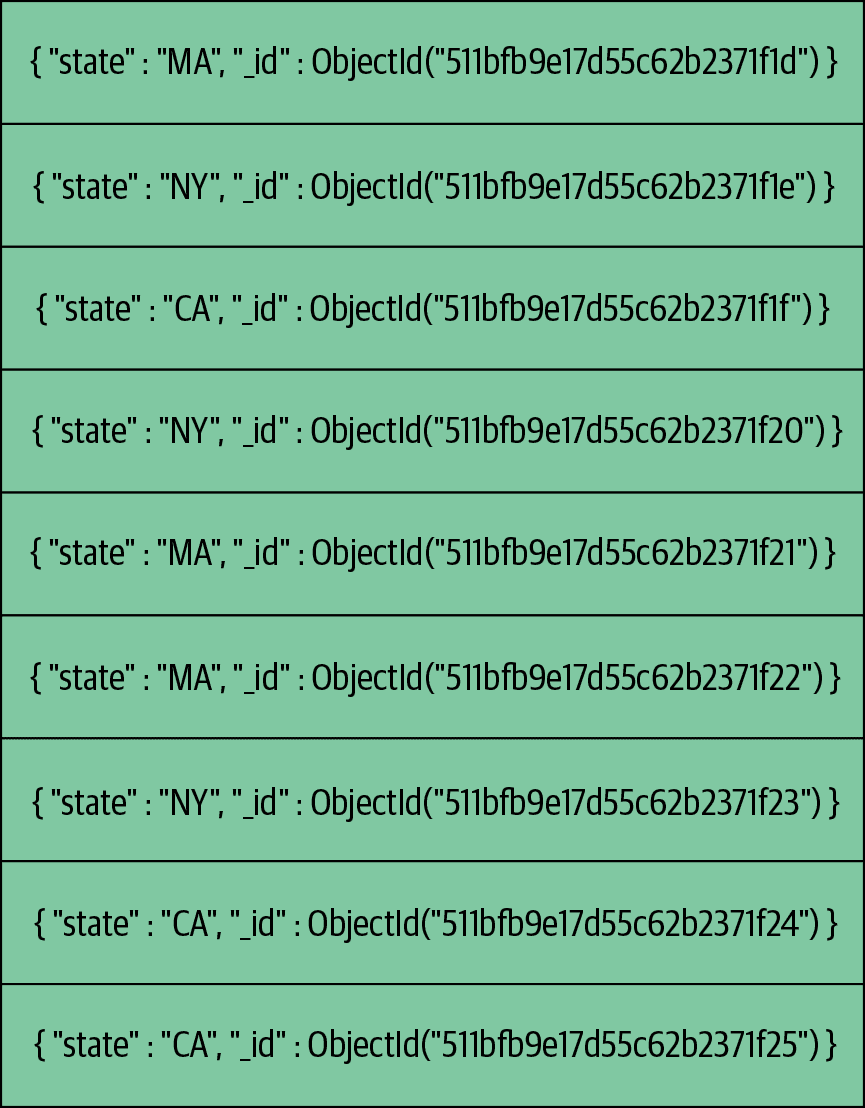 { "state" : "MA", "_id" : ObjectId("511bfb9e17d55c62b2371f1d") }
{ "state" : "NY", "_id" : ObjectId("511bfb9e17d55c62b2371f1e") }
{ "state" : "CA", "_id" : ObjectId("511bfb9e17d55c62b2371f1f") }
{ "state" : "NY", "_id" : ObjectId("511bfb9e17d55c62b2371f20") }
{ "state" : "MA", "_id" : ObjectId("511bfb9e17d55c62b2371f21") }
{ "state" : "MA", "_id" : ObjectId("511bfb9e17d55c62b2371f22") }
{ "state" : "NY", "_id" : ObjectId("511bfb9e17d55c62b2371f23") }
{ "state" : "CA", "_id" : ObjectId("511bfb9e17d55c62b2371f24") }
{ "state" : "CA", "_id" : ObjectId("511bfb9e17d55c62b2371f25") }